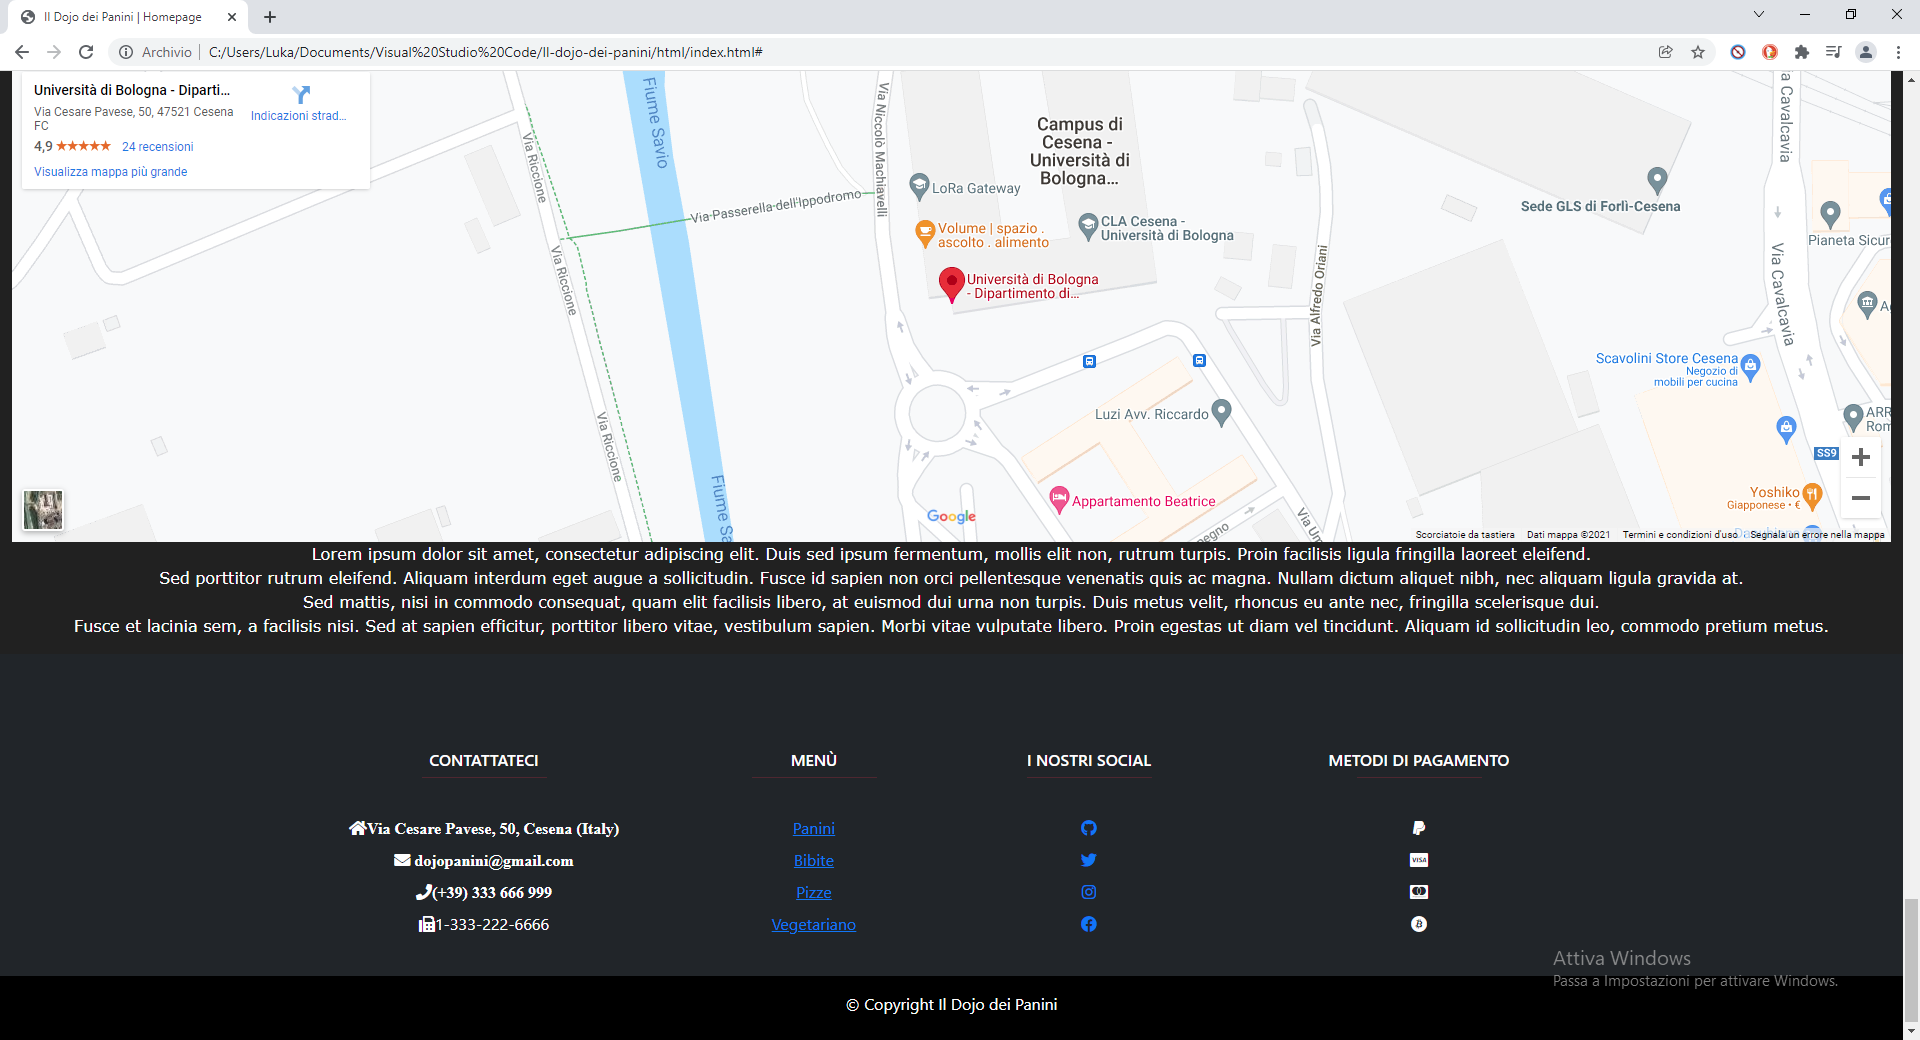 Il Dojo dei Panini | Homepage
Archivio | C:/Users/Luka/Documents/Visual%20Studio%20Code/Il-dojo-dei-panini/html/index.html#
Università di Bologna - Diparti...
Via Cesare Pavese, 50, 47521 Cesena
FC
Indicazioni strad...
4,9 ★★★★★ 24 recensioni
Visualizza mappa più grande
Fiume Savio
Via Riccione
Via Riccione
Via Riccione
Fiume
Via Passerella dell'Ippodromo
Via Niccolò Machiavelli
Campus di
Cesena -
Università di
Bologna...
LoRa Gateway
Volume | spazio .
ascolto . alimento
CLA Cesena -
Università di Bologna
Università di Bologna
- Dipartimento di...
Via Alfredo Oriani
Sede GLS di Forlì-Cesena
Via Cavalcavia
Via Cavalcavia
Pianeta Sicur
Scavolini Store Cesena
Negozio di
mobili per cucina
Luzi Avv. Riccardo
ARR
Rom
SS9
Yoshiko
Giapponese • €
Appartamento Beatrice
Google
Scorciatoie da tastiera Dati mappa ©2021 Termini e condizioni d'uso Segnala un errore nella mappa
Lorem ipsum dolor sit amet, consectetur adipiscing elit. Duis sed ipsum fermentum, mollis elit non, rutrum turpis. Proin facilisis ligula fringilla laoreet eleifend.
Sed porttitor rutrum eleifend. Aliquam interdum eget augue a sollicitudin. Fusce id sapien non orci pellentesque venenatis quis ac magna. Nullam dictum aliquet nibh, nec aliquam ligula gravida at.
Sed mattis, nisi in commodo consequat, quam elit facilisis libero, at euismod dui urna non turpis. Duis metus velit, rhoncus eu ante nec, fringilla scelerisque dui.
Fusce et lacinia sem, a facilisis nisi. Sed at sapien efficitur, porttitor libero vitae, vestibulum sapien. Morbi vitae vulputate libero. Proin egestas ut diam vel tincidunt. Aliquam id sollicitudin leo, commodo pretium metus.
CONTATTATECI
Via Cesare Pavese, 50, Cesena (Italy)
dojopanini@gmail.com
(+39) 333 666 999
1-333-222-6666
MENÙ
Panini
Bibite
Pizze
Vegetariano
I NOSTRI SOCIAL
METODI DI PAGAMENTO
VISA
Attiva Windows
Passa a Impostazioni per attivare Windows.
© Copyright Il Dojo dei Panini